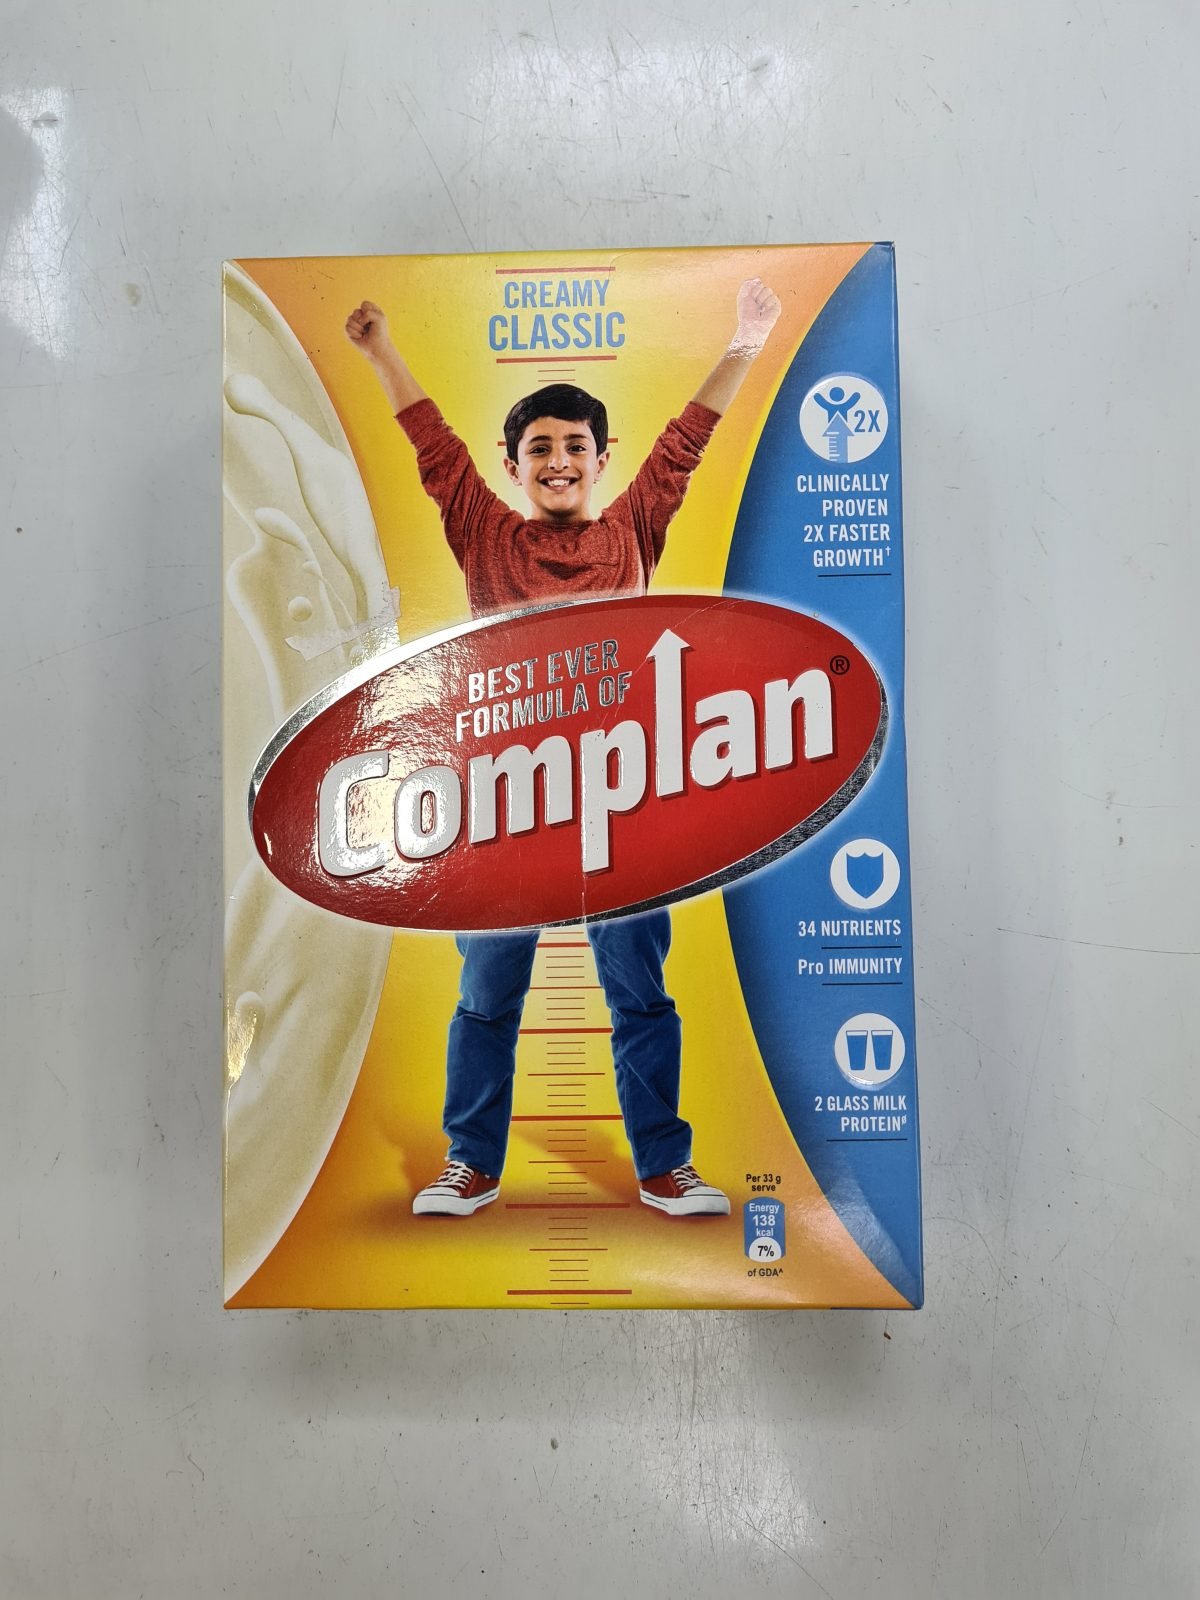 CREAMY
CLASSIC
2X
CLINICALLY
PROVEN
2X FASTER
GROWTH†
BEST EVER
FORMULA OF
Complan®
34 NUTRIENTS
Pro IMMUNITY
2 GLASS MILK
PROTEINᶲ
Per 33 g
serve
Energy
138
kcal
7%
of GDA^